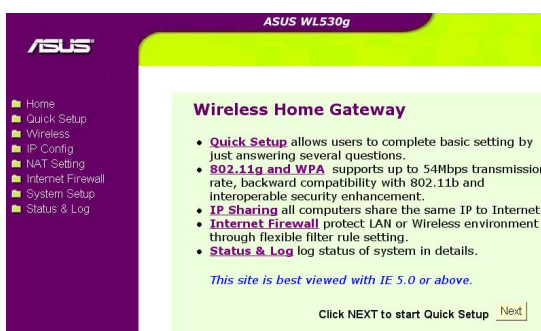 ASUS WL530g
ASUS
Home
Quick Setup
Wireless
IP Config
NAT Setting
Internet Firewall
System Setup
Status & Log
Wireless Home Gateway
Quick Setup allows users to complete basic setting by
just answering several questions.
802.11g and WPA supports up to 54Mbps transmission
rate, backward compatibility with 802.11b and
interoperable security enhancement.
IP Sharing all computers share the same IP to Internet
Internet Firewall protect LAN or Wireless environment
through flexible filter rule setting.
Status & Log log status of system in details.
This site is best viewed with IE 5.0 or above.
Click NEXT to start Quick Setup Next